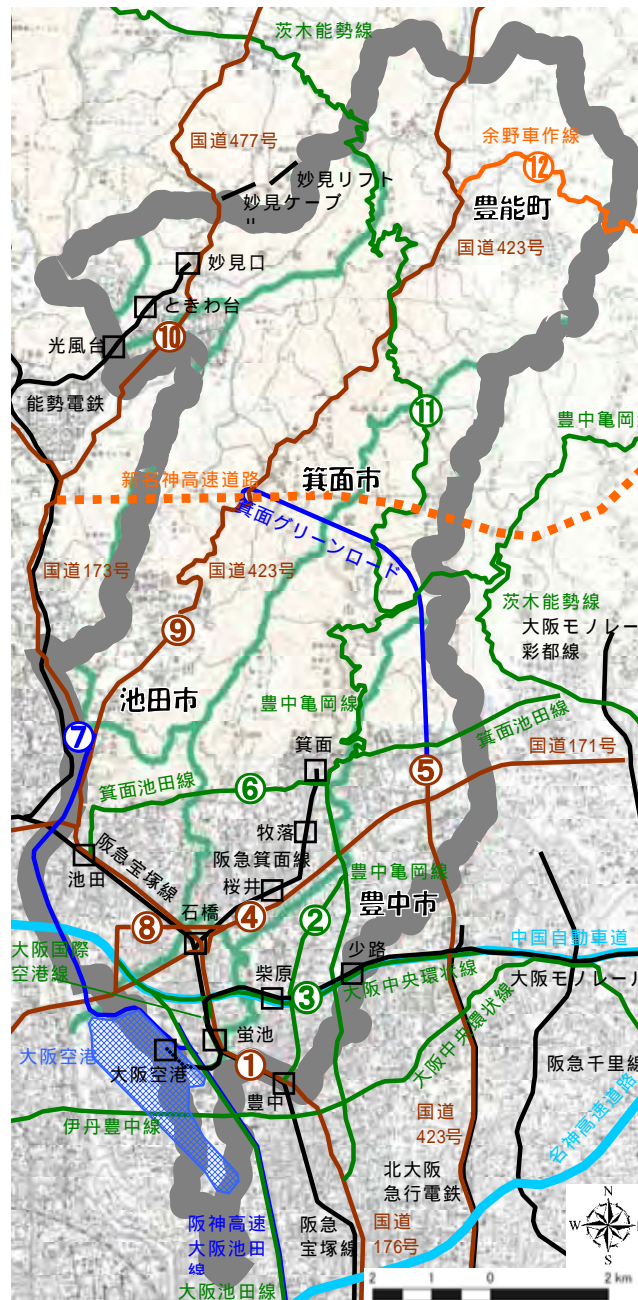 茨木能勢線
国道477号
余野車作線
⑫
妙見リフト
妙見ケーブ
豊能町
国道423号
妙見口
ときわ台
⑩
光風台
能勢電鉄
⑪
豊中亀岡
新名神高速道路
箕面市
箕面グリーンロード
国道173号
国道423号
茨木能勢線
大阪モノレー
彩都線
⑨
池田市
豊中亀岡線
⑦
箕面
箕面池田線
国道171号
⑤
箕面池田線
⑥
牧落
阪急宝塚線
阪急箕面線
池田
豊中亀岡線
桜井
石橋
豊中市
⑧
④
②
大阪国際
空港線
中国自動車道
少路
柴原
③
大阪中央環状線
大阪モノレール
蛍池
大阪空港
大阪空港
①
大阪中央環状線
阪急千里線
豊中
伊丹豊中線
国道
423号
名神高速道路
北大阪
急行電鉄
阪神高速
大阪池田
線
阪急
宝塚線
国道
176号
大阪池田線
N
W
E
S
2 1 0 2 km